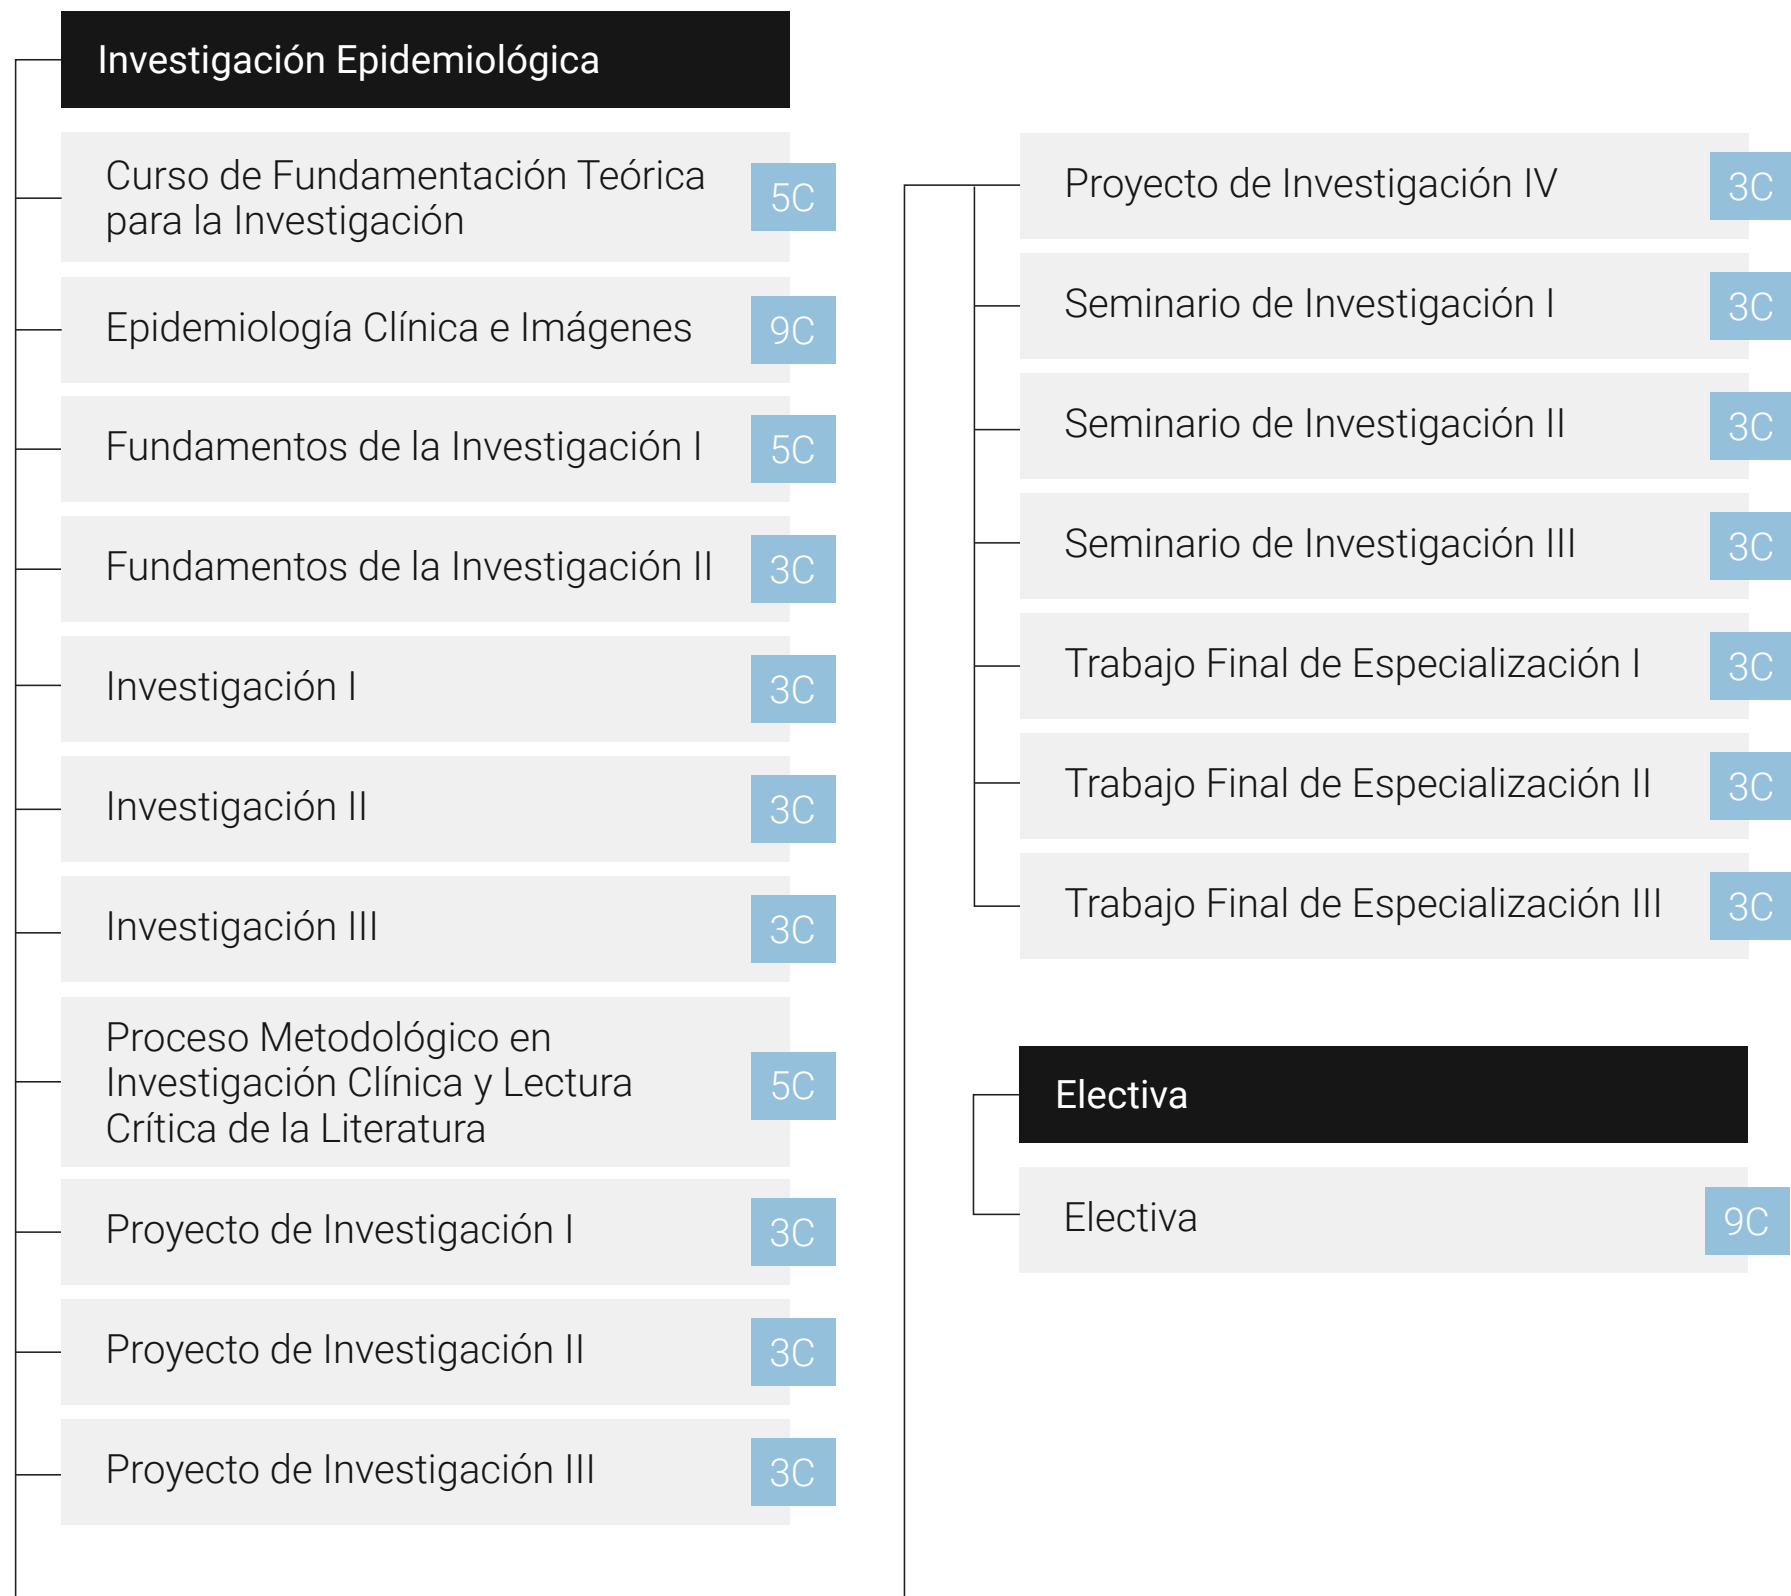 Investigación Epidemiológica
Curso de Fundamentación Teórica
para la Investigación
5C
Epidemiología Clínica e Imágenes
9C
Fundamentos de la Investigación I
5C
Fundamentos de la Investigación II
3C
Investigación I
3C
Investigación II
3C
Investigación III
3C
Proceso Metodológico en
Investigación Clínica y Lectura
Crítica de la Literatura
5C
Proyecto de Investigación I
3C
Proyecto de Investigación II
3C
Proyecto de Investigación III
3C
Proyecto de Investigación IV
3C
Seminario de Investigación I
3C
Seminario de Investigación II
3C
Seminario de Investigación III
3C
Trabajo Final de Especialización I
3C
Trabajo Final de Especialización II
3C
Trabajo Final de Especialización III
3C
Electiva
Electiva
9C